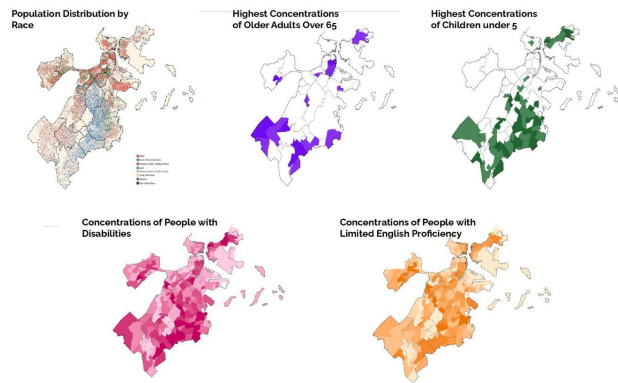 Population Distribution by
Race
Highest Concentrations
of Older Adults Over 65
Highest Concentrations
of Children under 5
Concentrations of People with
Disabilities
Concentrations of People with
Limited English Proficiency